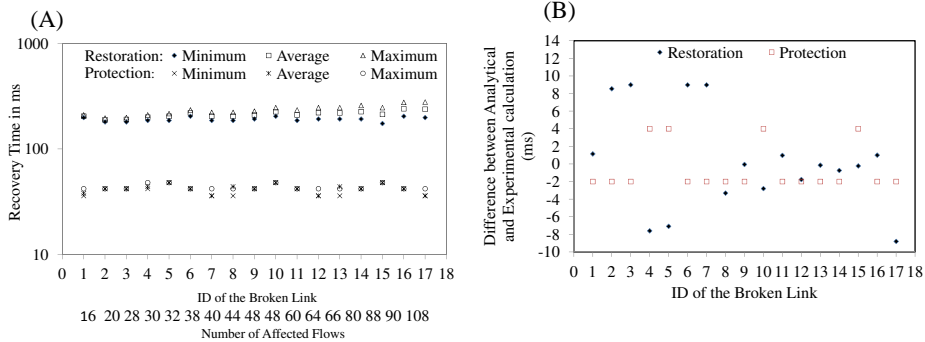 (A)
1000
Restoration: Minimum Average Maximum
Protection: Minimum Average Maximum
Recovery Time in ms
100
10
0 1 2 3 4 5 6 7 8 9 10 11 12 13 14 15 16 17 18
ID of the Broken Link
16 20 28 30 32 38 40 44 48 48 60 64 66 80 88 90 108
Number of Affected Flows
(B)
Difference between Analytical
and Experimental calculation
(ms)
14
12
10
8
6
4
2
0
-2
-4
-6
-8
-10
Restoration Protection
0 1 2 3 4 5 6 7 8 9 10 11 12 13 14 15 16 17 18
ID of the Broken Link